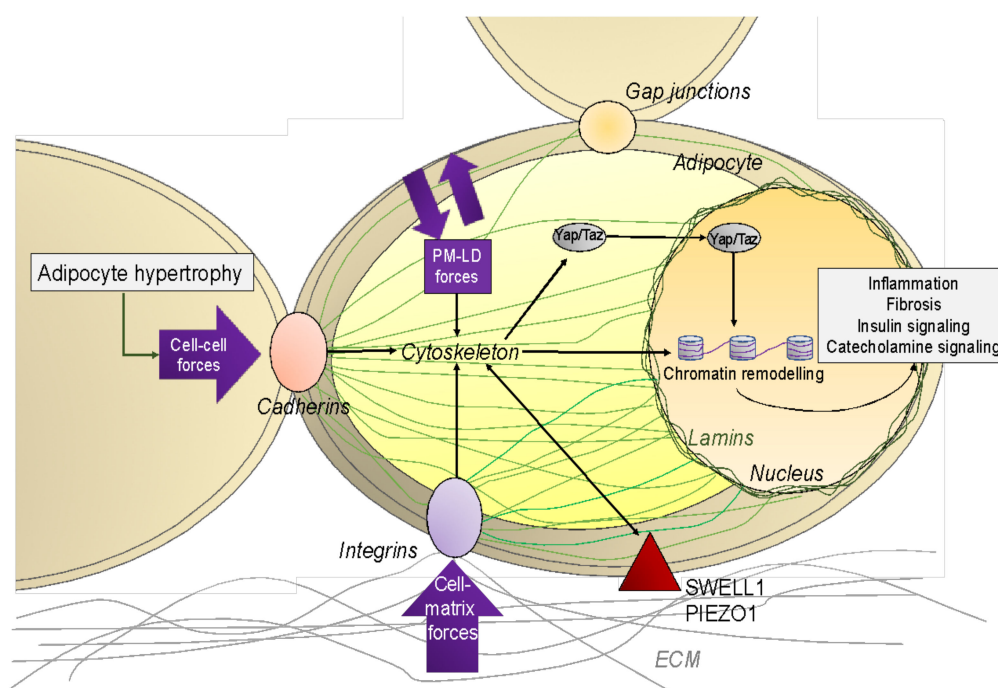 Gap junctions
Adipocyte
Yap/Taz
Yap/Taz
PM-LD
forces
Adipocyte hypertrophy
Inflammation
Fibrosis
Insulin signaling
Catecholamine signaling
Cell-cell
forces
Cytoskeleton
Chromatin remodelling
Cadherins
Lamins
Nucleus
Integrins
Cell-
matrix
forces
SWELL1
PIEZO1
ECM